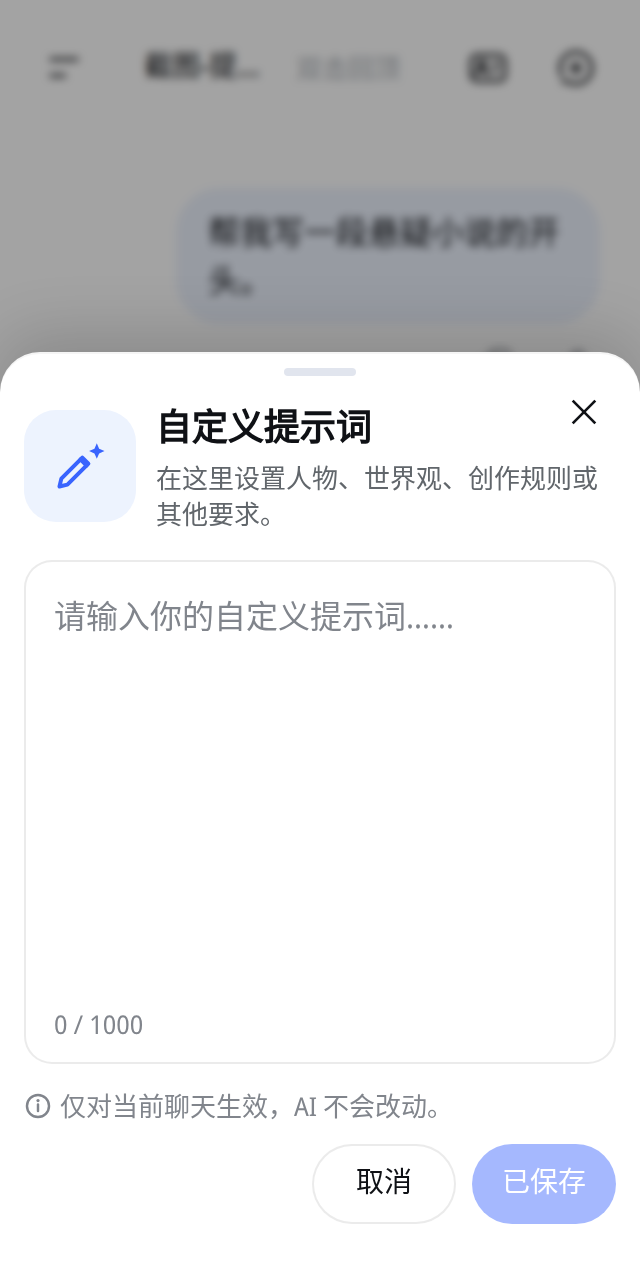 帮我写一段悬疑小说的开
头。
自定义提示词
在这里设置人物、世界观、创作规则或
其他要求。
请输入你的自定义提示词……
0 / 1000
仅对当前聊天生效，AI 不会改动。
取消
已保存